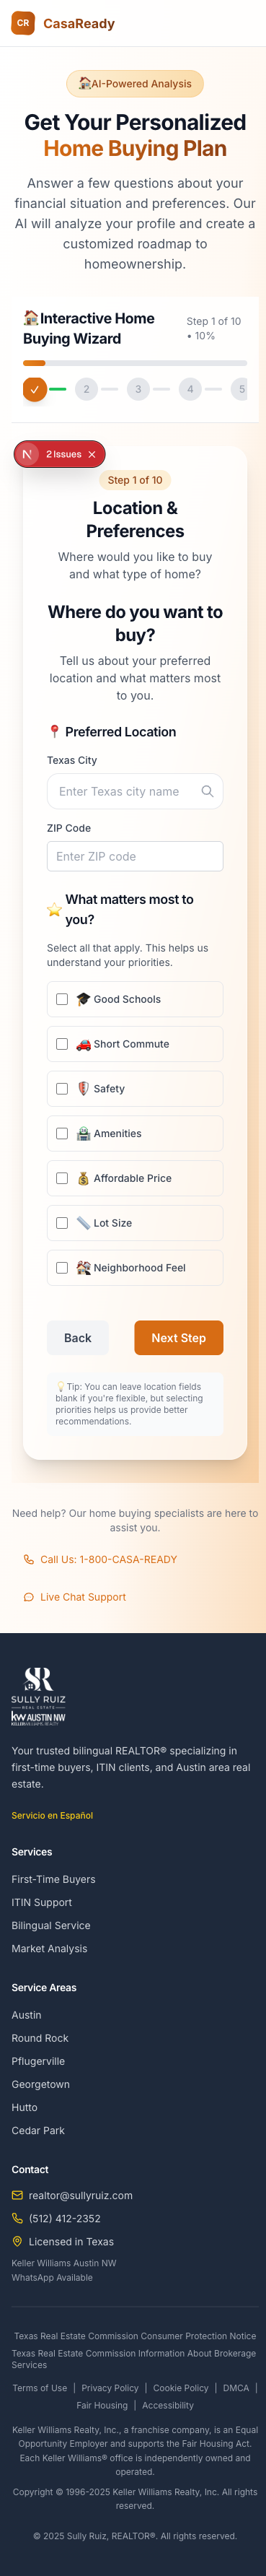 CR CasaReady
AI-Powered Analysis
Get Your Personalized
Home Buying Plan
Answer a few questions about your
financial situation and preferences. Our
AI will analyze your profile and create a
customized roadmap to
homeownership.
Interactive Home
Buying Wizard
Step 1 of 10
• 10%
2 3 4 5
N 2 Issues
Step 1 of 10
Location &
Preferences
Where would you like to buy
and what type of home?
Where do you want to
buy?
Tell us about your preferred
location and what matters most
to you.
📍 Preferred Location
Texas City
Enter Texas city name
ZIP Code
Enter ZIP code
⭐ What matters most to
you?
Select all that apply. This helps us
understand your priorities.
🎓 Good Schools
🚗 Short Commute
🛡️ Safety
Amenities
💰 Affordable Price
📏 Lot Size
🏘️ Neighborhood Feel
Back
Next Step
💡Tip: You can leave location fields
blank if you're flexible, but selecting
priorities helps us provide better
recommendations.
Need help? Our home buying specialists are here to
assist you.
Call Us: 1-800-CASA-READY
Live Chat Support
SR
SULLY RUIZ
REAL ESTATE
kw AUSTIN NW
KELLERWILLIAMS. REALTY
Your trusted bilingual REALTOR® specializing in
first-time buyers, ITIN clients, and Austin area real
estate.
Servicio en Español
Services
First-Time Buyers
ITIN Support
Bilingual Service
Market Analysis
Service Areas
Austin
Round Rock
Pflugerville
Georgetown
Hutto
Cedar Park
Contact
realtor@sullyruiz.com
(512) 412-2352
Licensed in Texas
Keller Williams Austin NW
WhatsApp Available
Texas Real Estate Commission Consumer Protection Notice
Texas Real Estate Commission Information About Brokerage
Services
Terms of Use | Privacy Policy | Cookie Policy | DMCA |
Fair Housing | Accessibility
Keller Williams Realty, Inc., a franchise company, is an Equal
Opportunity Employer and supports the Fair Housing Act.
Each Keller Williams® office is independently owned and
operated.
Copyright © 1996-2025 Keller Williams Realty, Inc. All rights
reserved.
© 2025 Sully Ruiz, REALTOR®. All rights reserved.